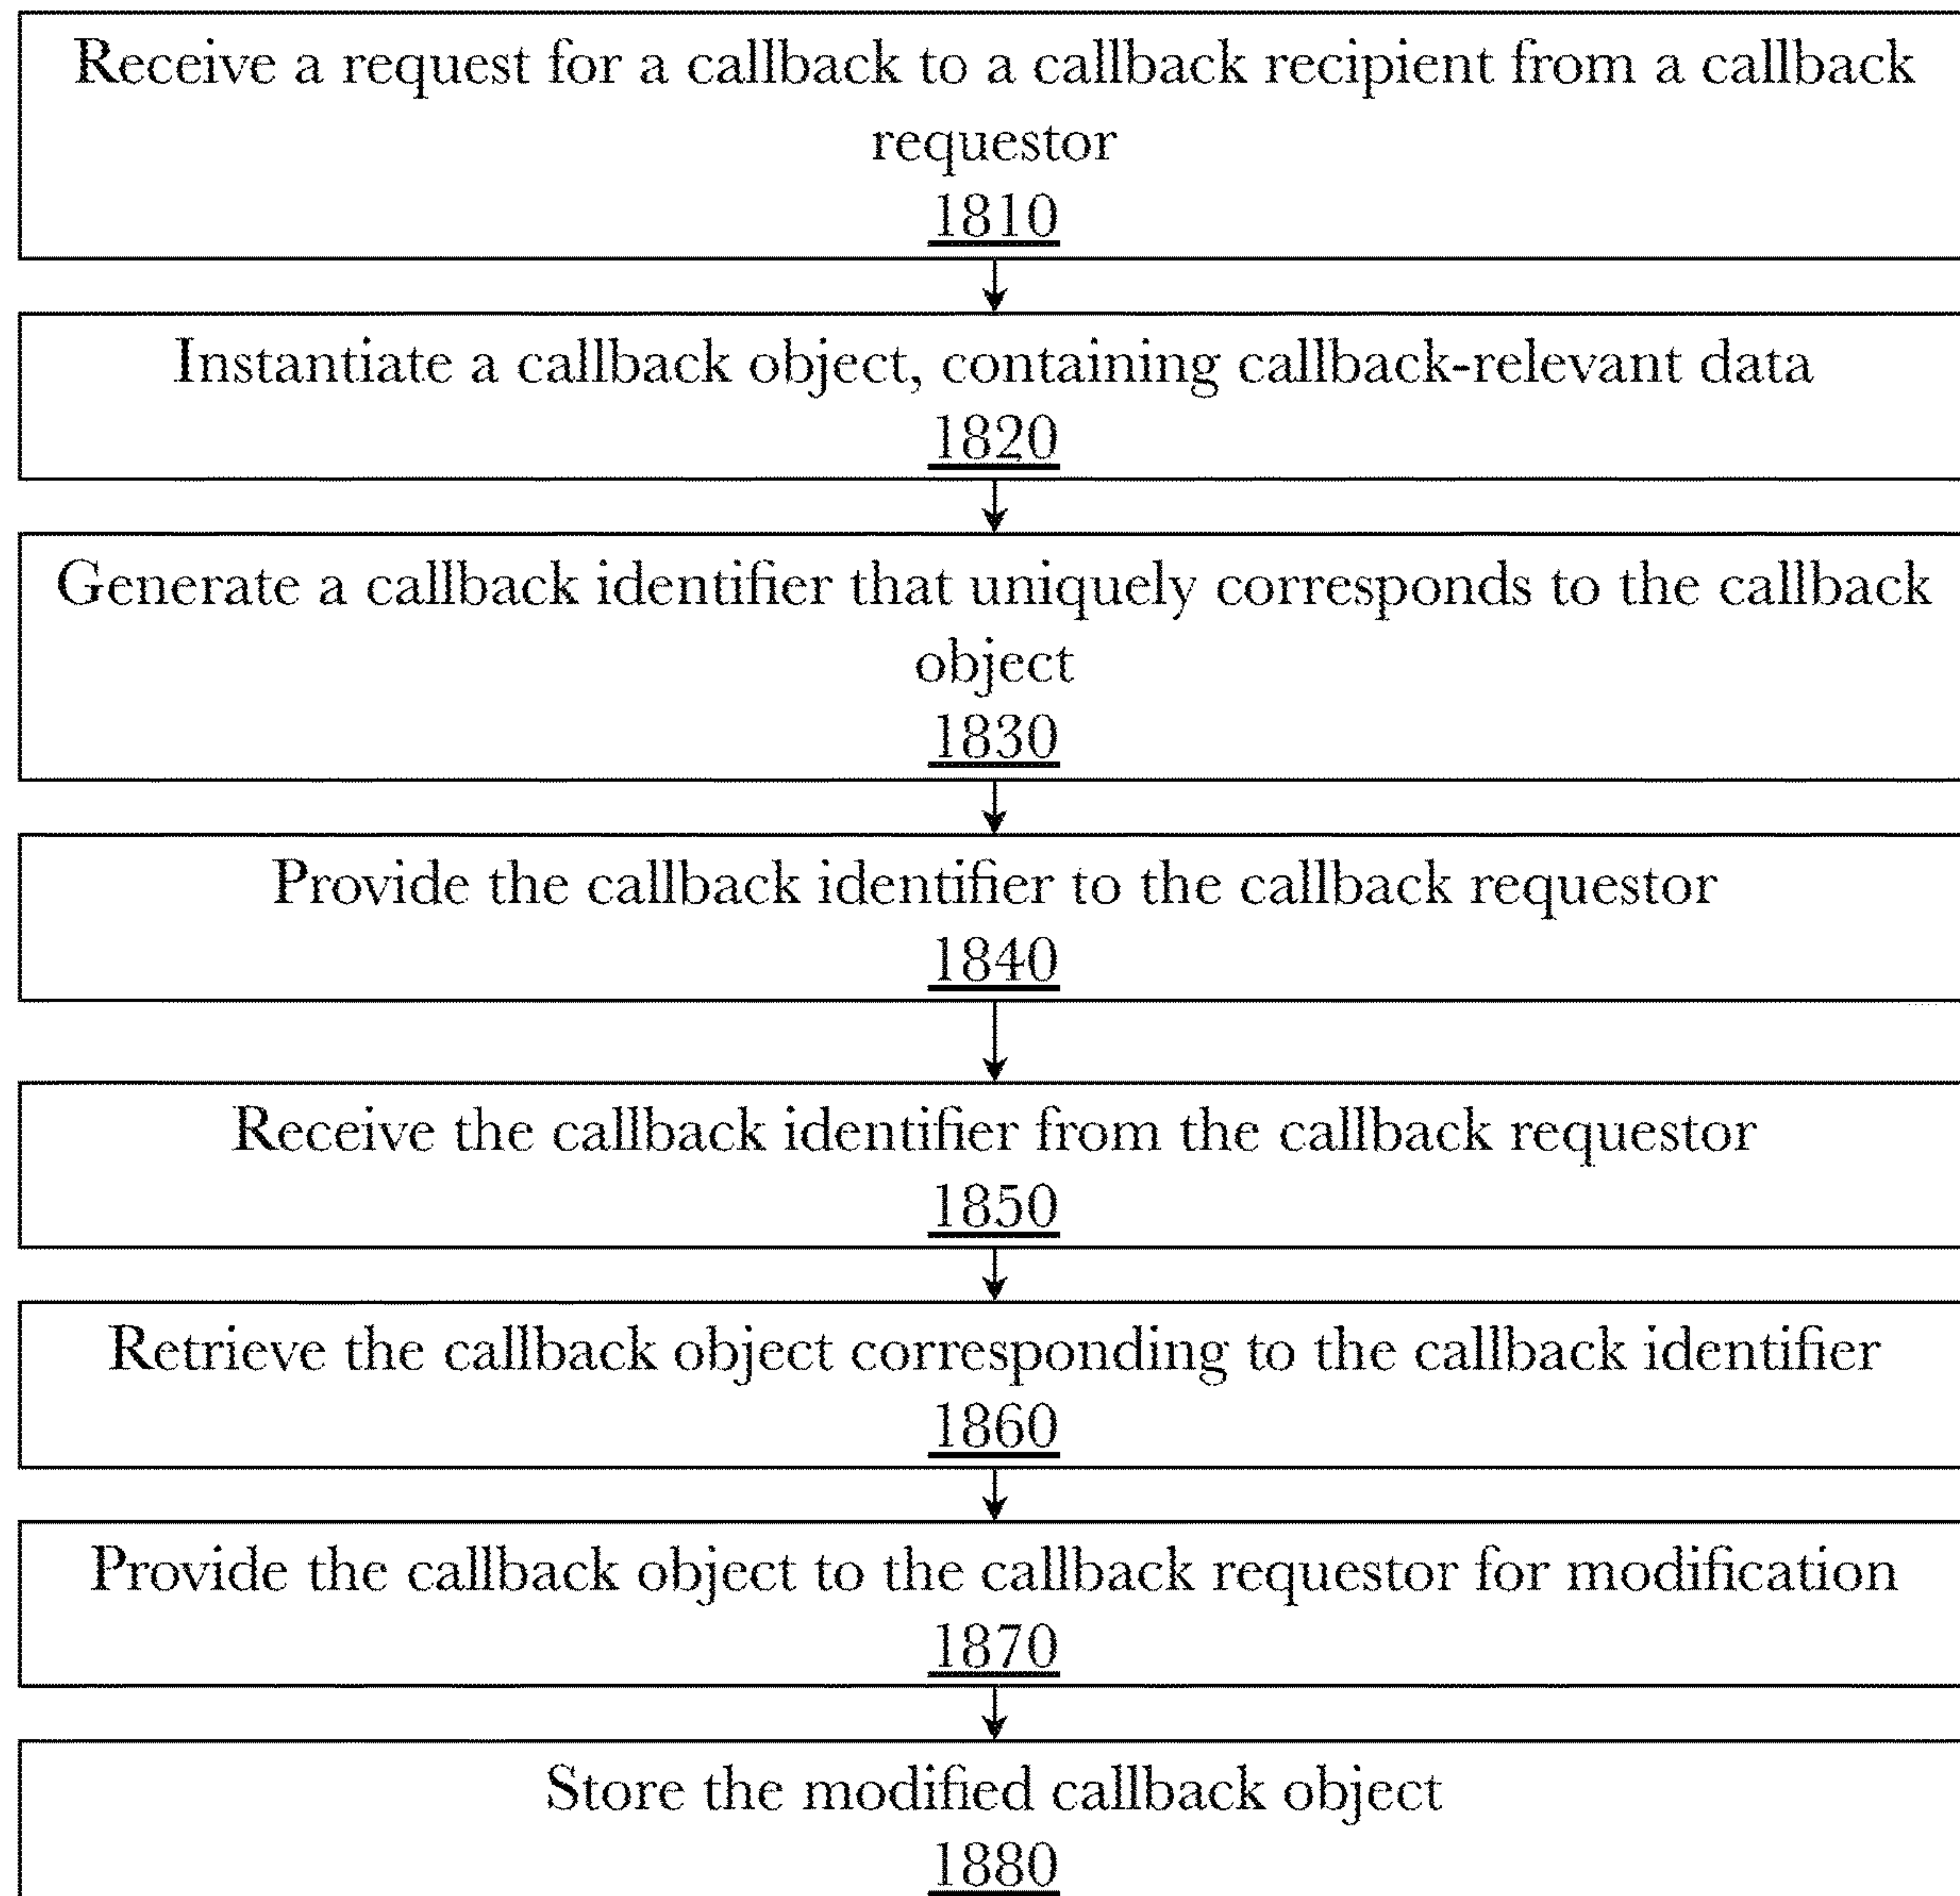 Receive a request for a callback to a callback recipient from a callback
requestor
1810
Instantiate a callback object, containing callback-relevant data
1820
Generate a callback identifier that uniquely corresponds to the callback
object
1830
Provide the callback identifier to the callback requestor
1840
Receive the callback identifier from the callback requestor
1850
Retrieve the callback object corresponding to the callback identifier
1860
Provide the callback object to the callback requestor for modification
1870
Store the modified callback object
1880